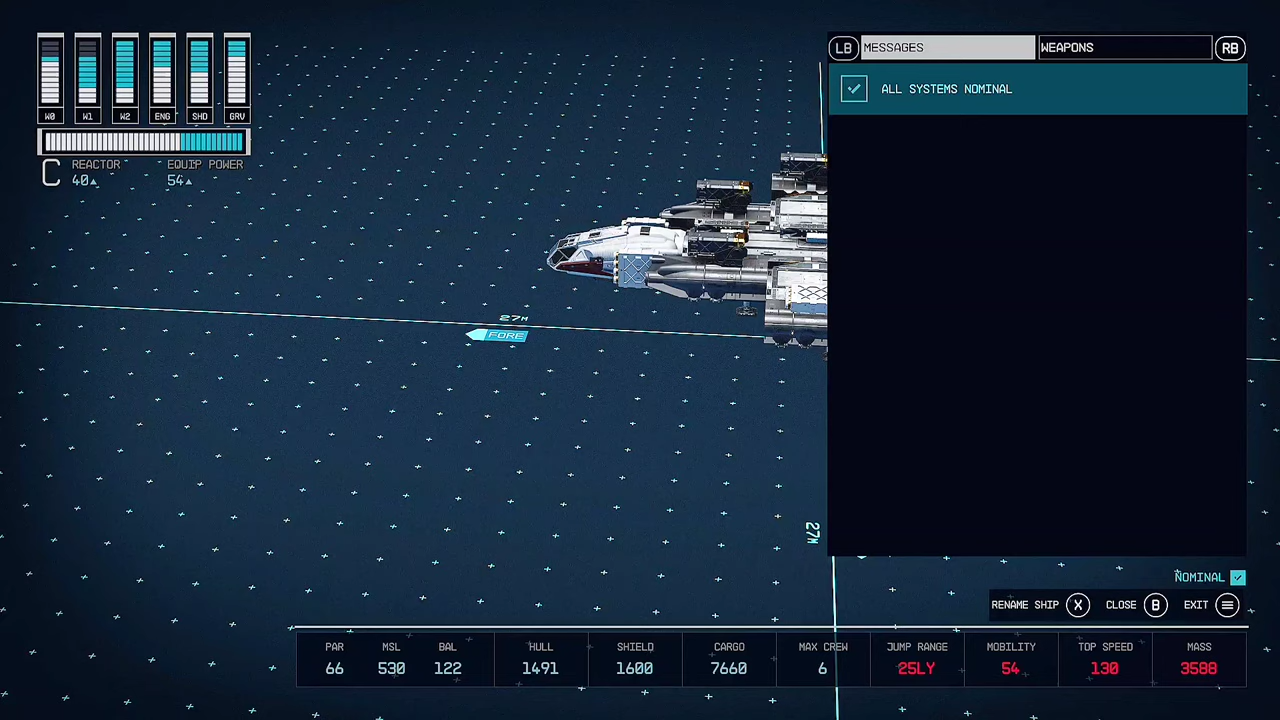 LB MESSAGES WEAPONS RB
ALL SYSTEMS NOMINAL
W0 W1 W2 ENG SHD GRV
C REACTOR EQUIP POWER
40 54
27M
FORE
27M
NOMINAL
RENAME SHIP X CLOSE B EXIT
PAR MSL BAL HULL SHIELD CARGO MAX CREW JUMP RANGE MOBILITY TOP SPEED MASS
66 530 122 1491 1600 7660 6 25LY 54 130 3588